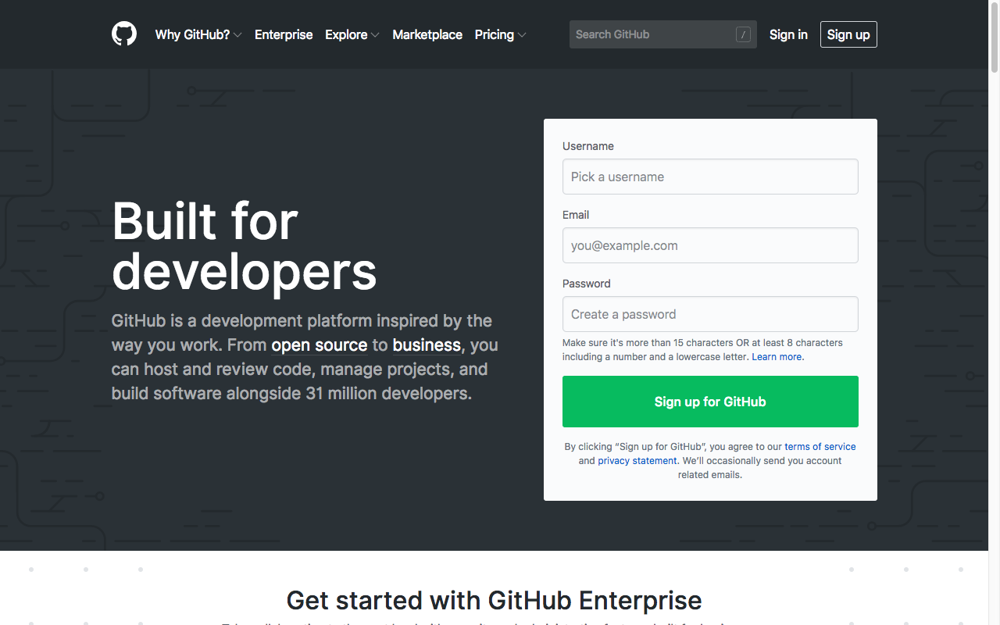 Why GitHub?
Enterprise
Explore
Marketplace
Pricing
Search GitHub
/
Sign in
Sign up
Built for
developers
GitHub is a development platform inspired by the
way you work. From open source to business, you
can host and review code, manage projects, and
build software alongside 31 million developers.
Username
Pick a username
Email
you@example.com
Password
Create a password
Make sure it's more than 15 characters OR at least 8 characters
including a number and a lowercase letter. Learn more.
Sign up for GitHub
By clicking “Sign up for GitHub”, you agree to our terms of service
and privacy statement. We’ll occasionally send you account
related emails.
Get started with GitHub Enterprise